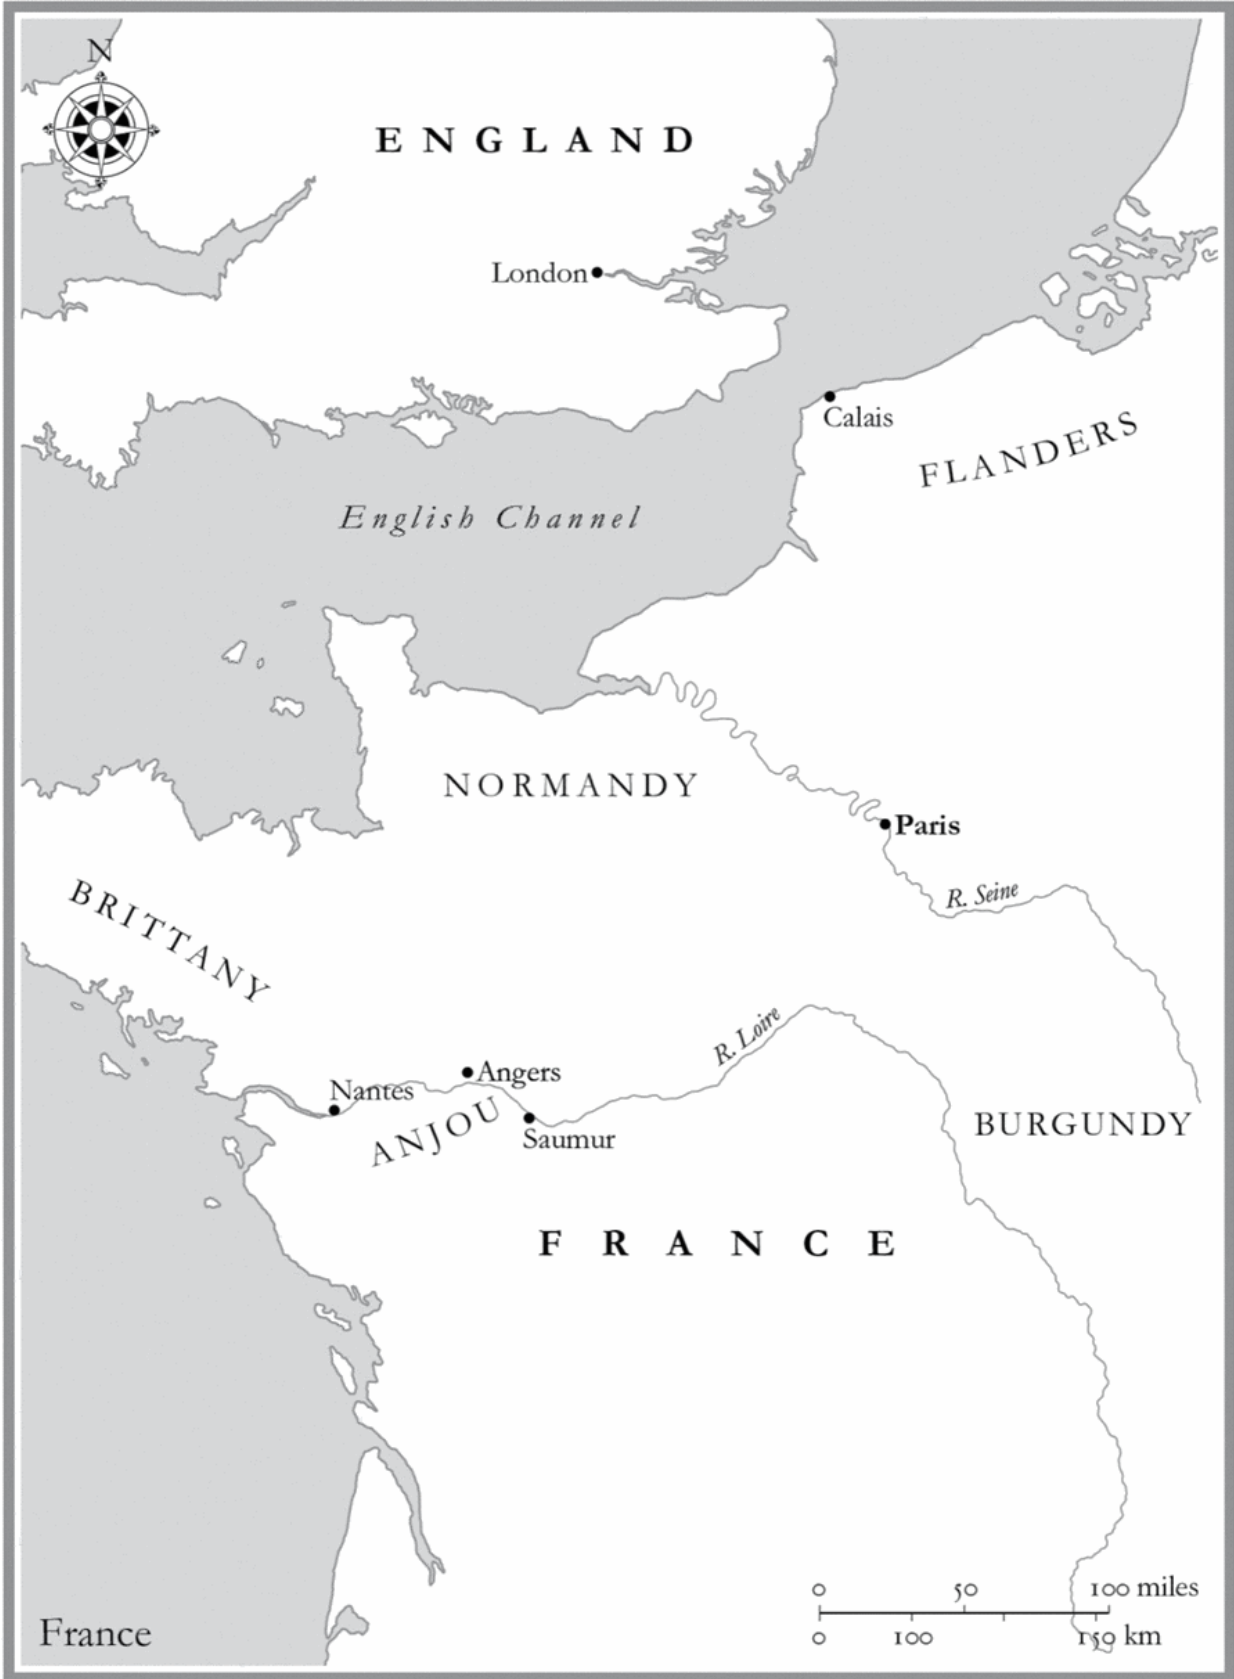 N
ENGLAND
London
Calais
FLANDERS
English Channel
NORMANDY
Paris
R. Seine
BRITTANY
R. Loire
Angers
Nantes
ANJOU
Saumur
BURGUNDY
FRANCE
0 50 100 miles
0 100 150 km
France